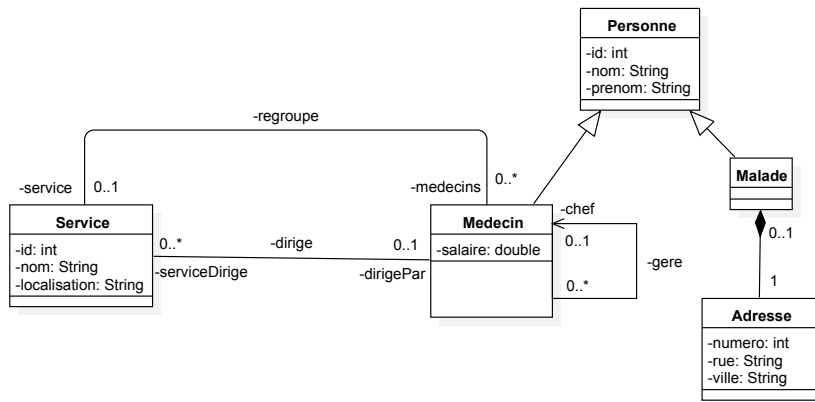 Personne
-id: int
-nom: String
-prenom: String
-regroupe
-service
0..1
-medecins
0..*
Malade
Service
-id: int
-nom: String
-localisation: String
0..*
-serviceDirige
-dirige
0..1
-dirigePar
Medecin
-salaire: double
-chef
0..1
0..*
-gere
0..1
1
Adresse
-numero: int
-rue: String
-ville: String